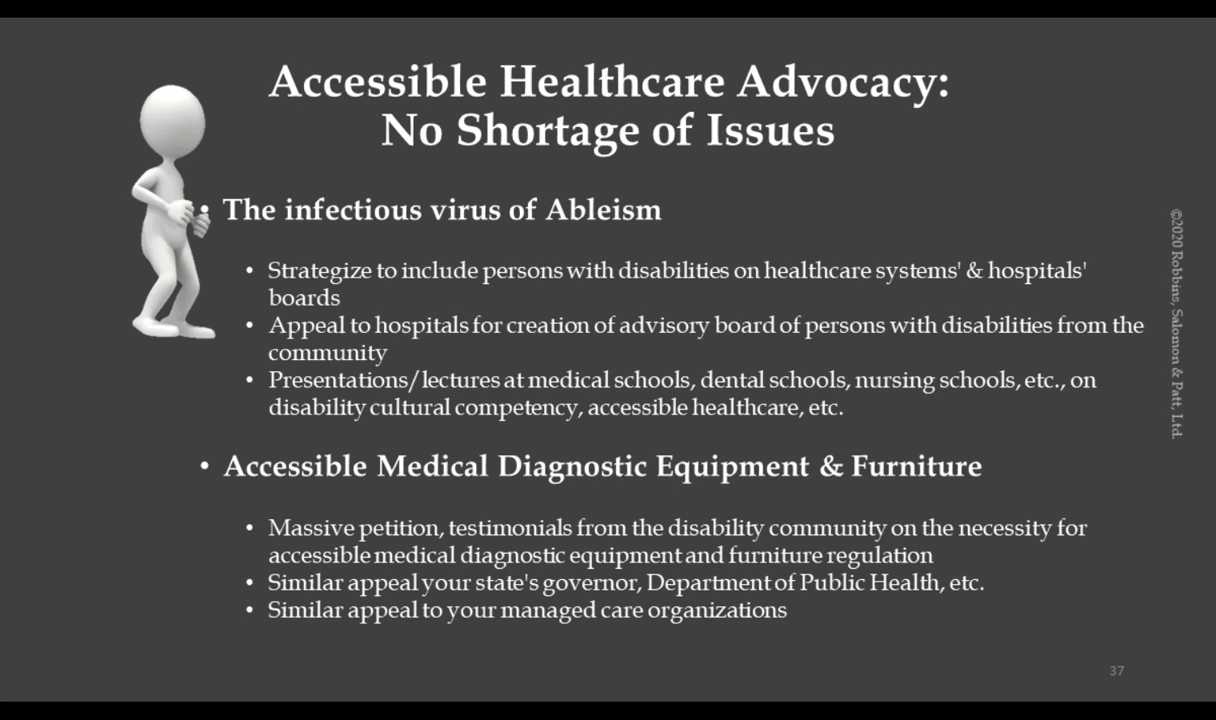 Accessible Healthcare Advocacy:
No Shortage of Issues
• The infectious virus of Ableism
• Strategize to include persons with disabilities on healthcare systems' & hospitals'
boards
• Appeal to hospitals for creation of advisory board of persons with disabilities from the
community
• Presentations/lectures at medical schools, dental schools, nursing schools, etc., on
disability cultural competency, accessible healthcare, etc.
• Accessible Medical Diagnostic Equipment & Furniture
• Massive petition, testimonials from the disability community on the necessity for
accessible medical diagnostic equipment and furniture regulation
• Similar appeal your state's governor, Department of Public Health, etc.
• Similar appeal to your managed care organizations
©2020 Robbins, Salomon & Patt, Ltd.
37